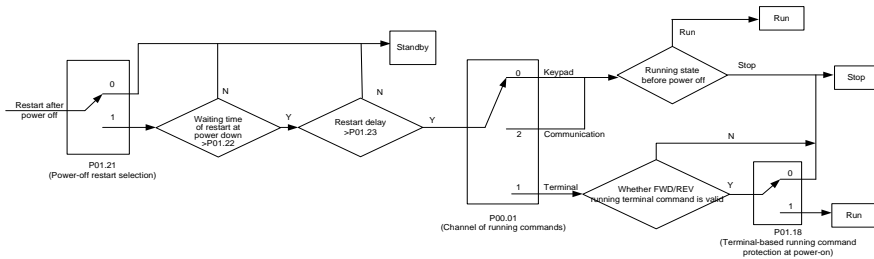 Restart after
power off
0
1
P01.21
(Power-off restart selection)
N
Waiting time
of restart at
power down
>P01.22
Y
N
Restart delay
>P01.23
Y
Standby
0
Keypad
2
Communication
1
Terminal
P00.01
(Channel of running commands)
Run
Run
Running state
before power off
Stop
Stop
N
Whether FWD/REV
running terminal command is valid
Y
0
1
Run
P01.18
(Terminal-based running command
protection at power-on)